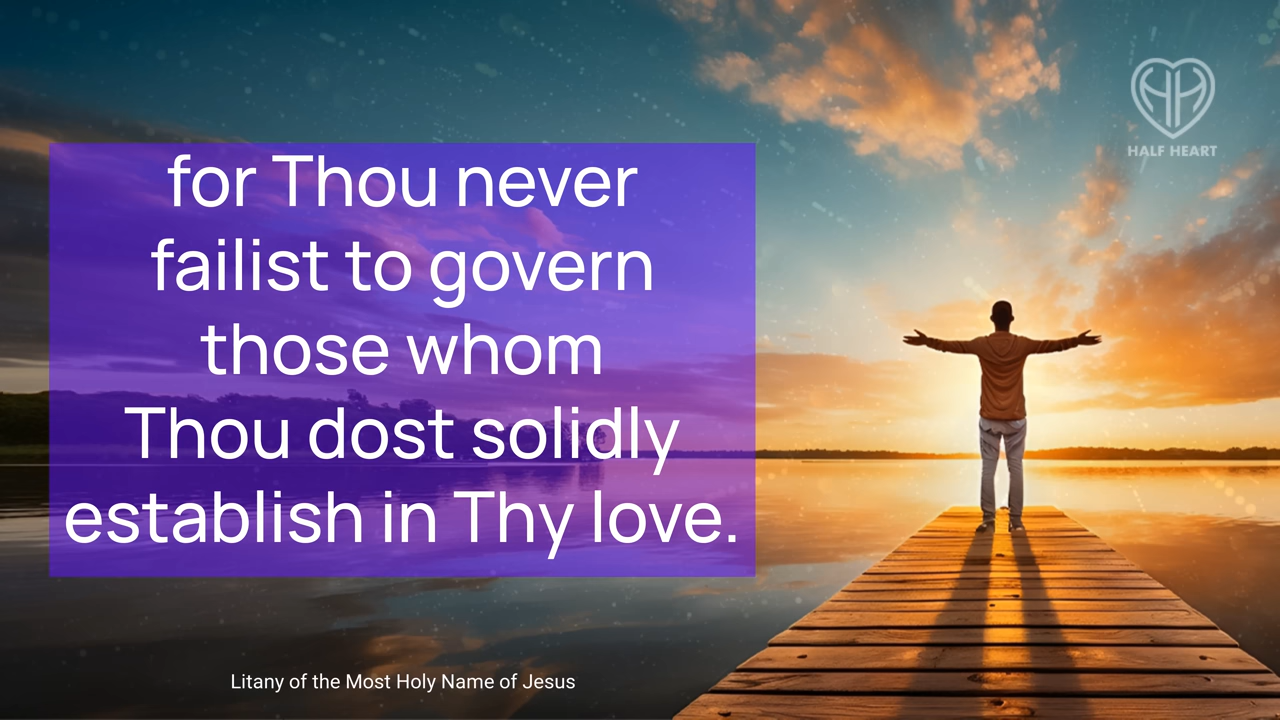 for Thou never
failist to govern
those whom
Thou dost solidly
establish in Thy love.
HALF HEART
Litany of the Most Holy Name of Jesus